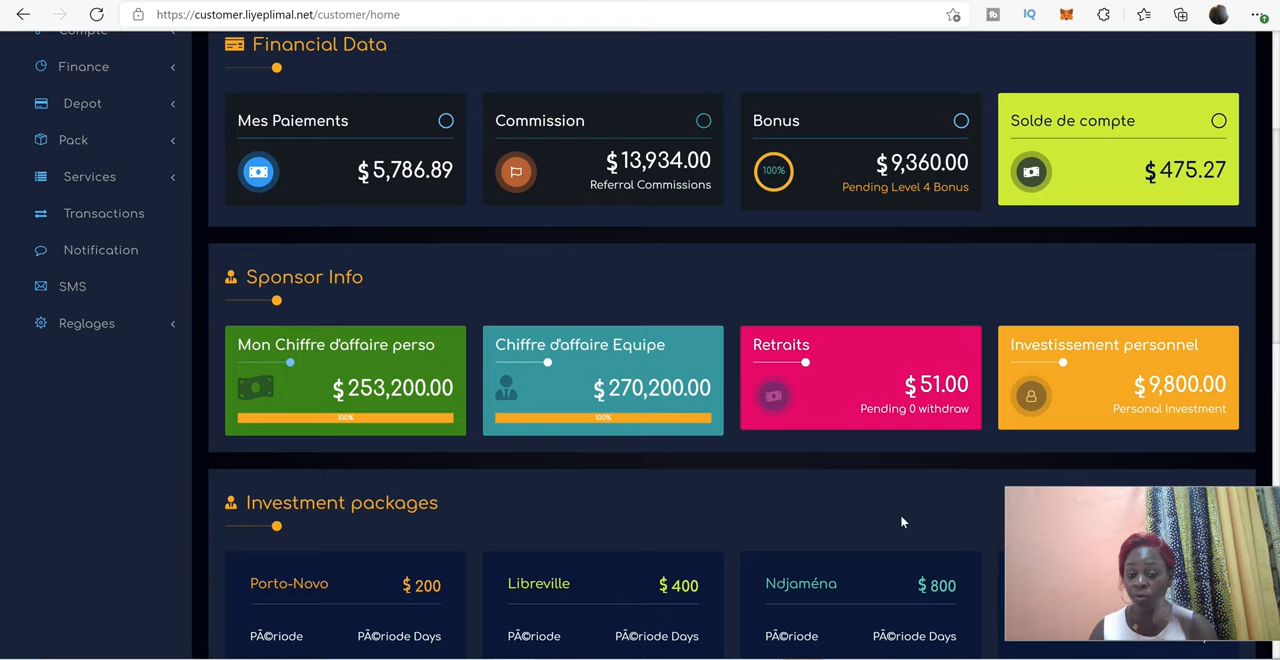 https://customer.liyeplimal.net/customer/home
IQ
Compte
Finance
Depot
Pack
Services
Transactions
Notification
SMS
Reglages
Financial Data
Mes Paiements
$5,786.89
Commission
$13,934.00
Referral Commissions
Bonus
100%
$9,360.00
Pending Level 4 Bonus
Solde de compte
$475.27
Sponsor Info
Mon Chiffre d'affaire perso
$253,200.00
100%
Chiffre d'affaire Equipe
$270,200.00
100%
Retraits
$51.00
Pending 0 withdraw
Investissement personnel
$9,800.00
Personal Investment
Investment packages
Porto-Novo $200
PÃ©riode PÃ©riode Days
Libreville $400
PÃ©riode PÃ©riode Days
Ndjaména $800
PÃ©riode PÃ©riode Days